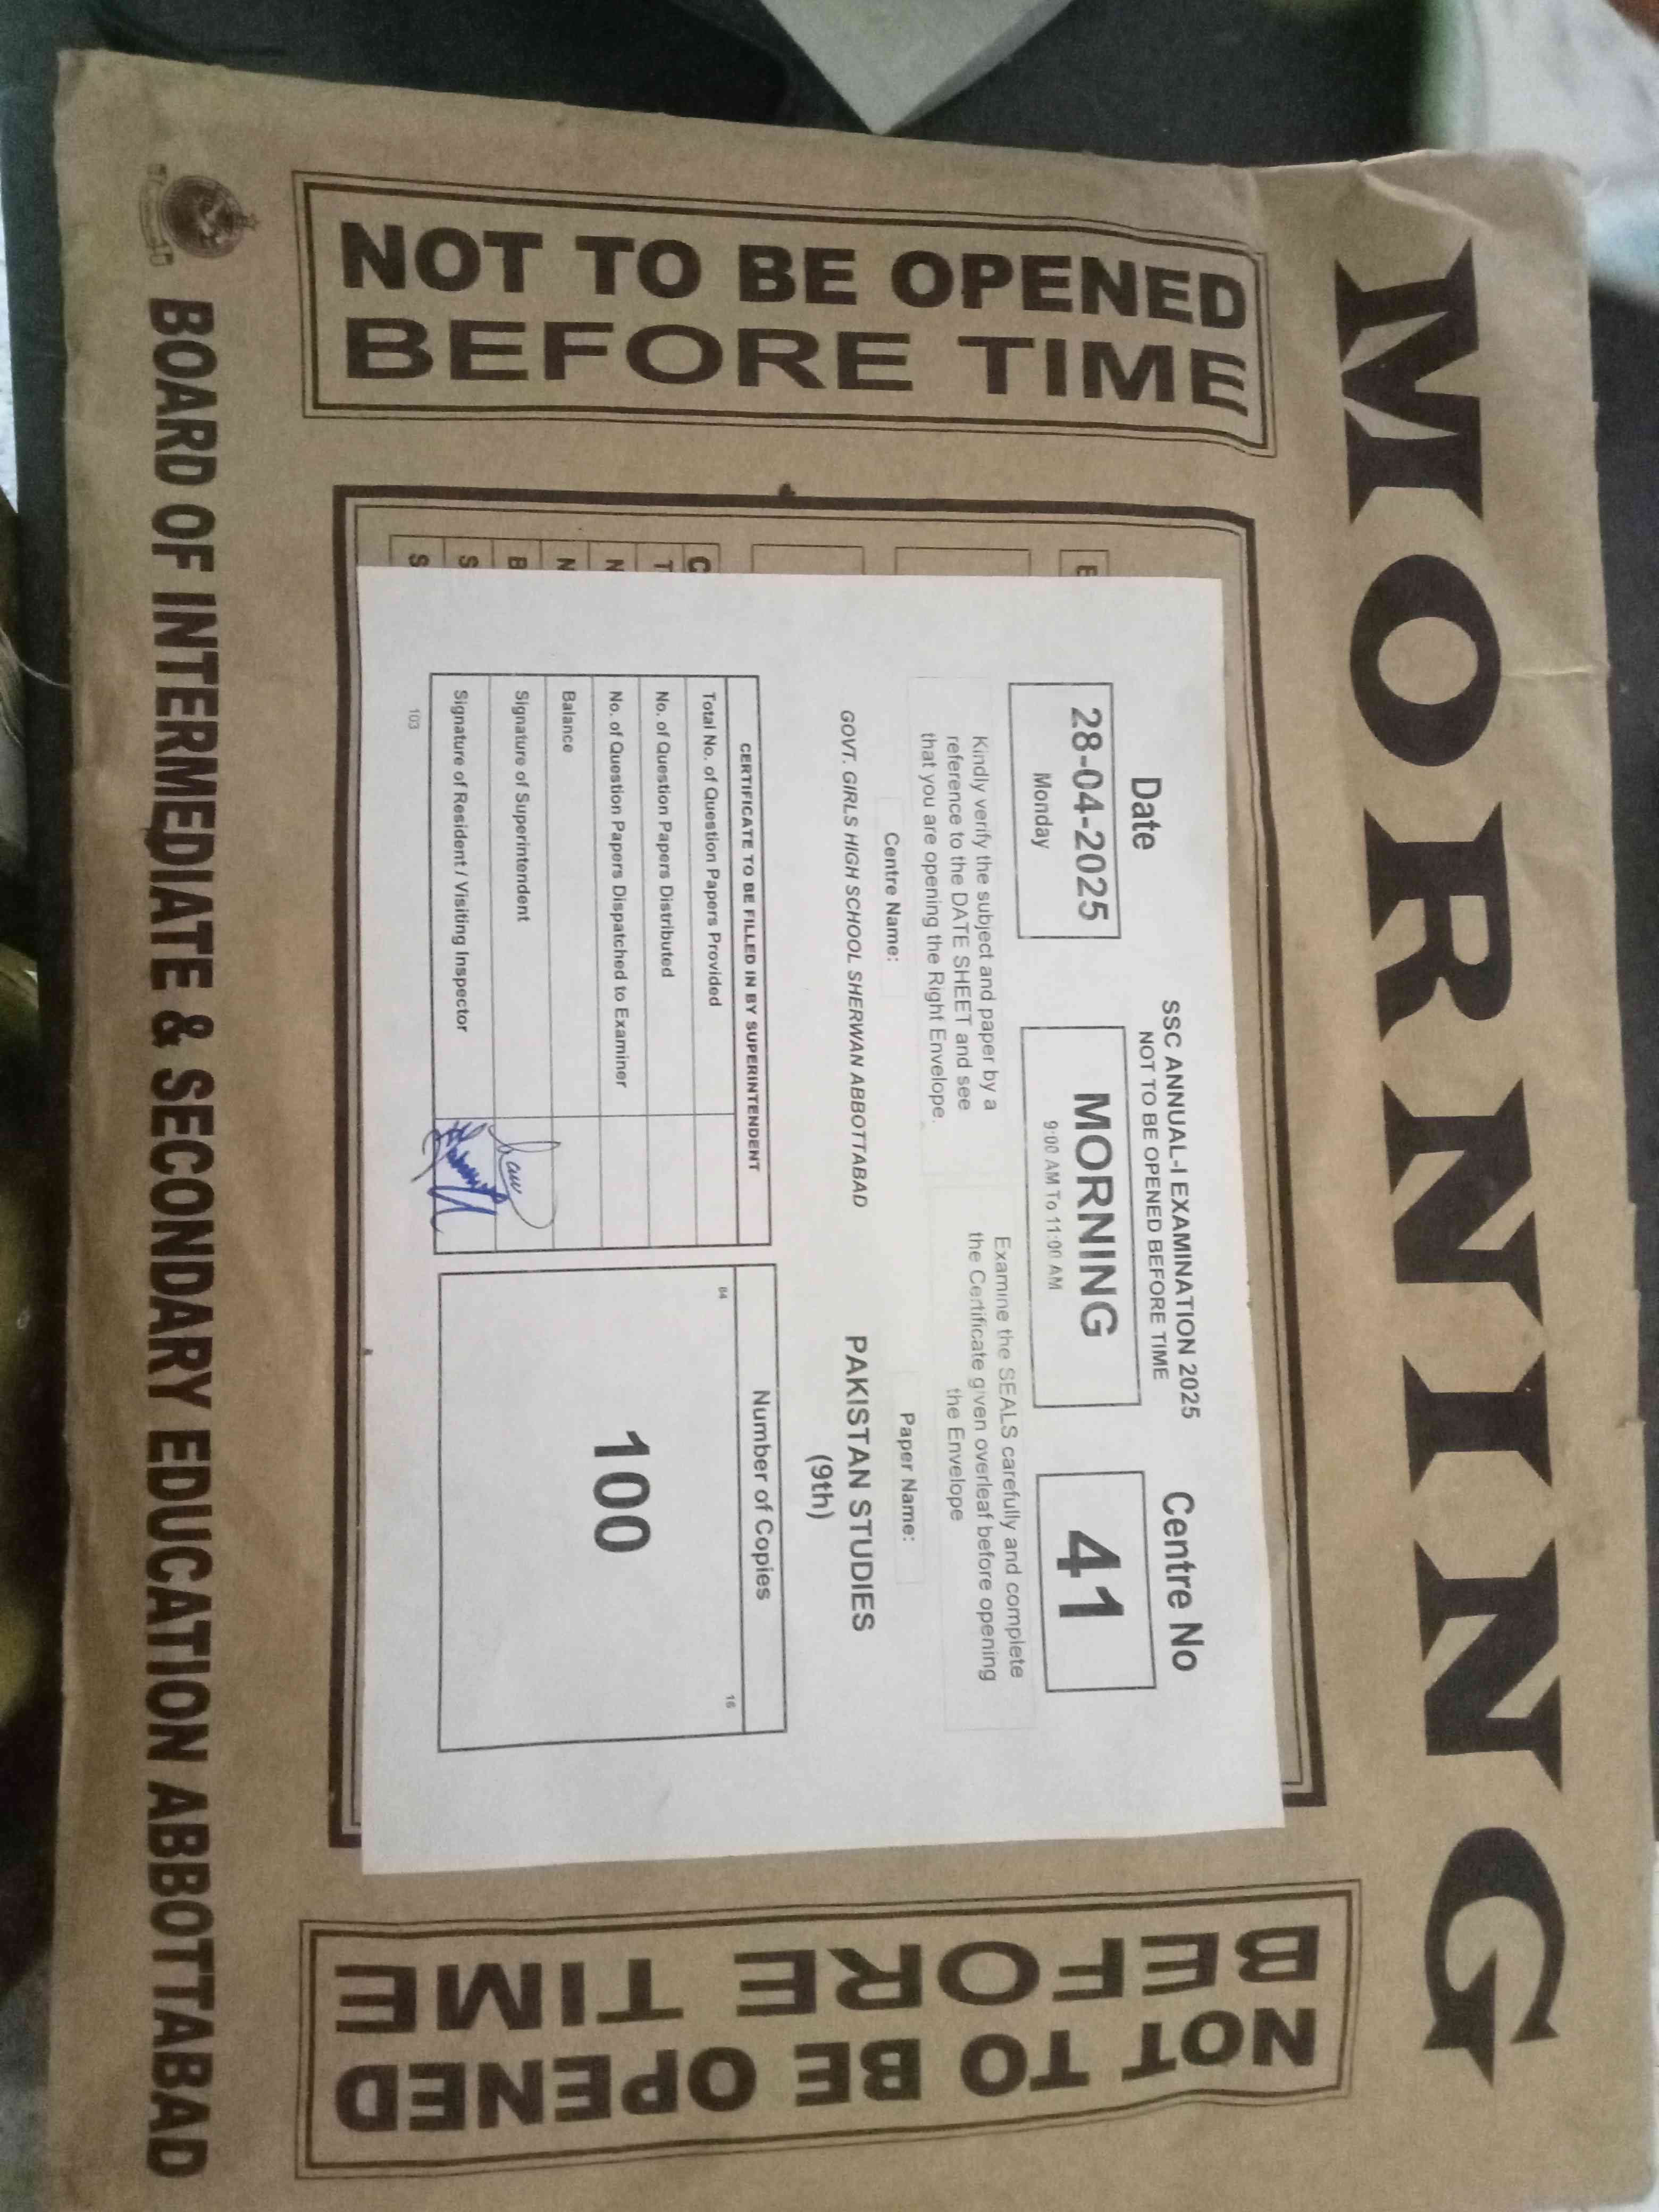 MORNING
NOT TO BE OPENED
BEFORE TIME
Date
28-04-2025
Monday
SSC ANNUAL-I EXAMINATION 2025
NOT TO BE OPENED BEFORE TIME
MORNING
9:00 AM To 11:00 AM
Centre No
41
Kindly verify the subject and paper by a
reference to the DATE SHEET and see
that you are opening the Right Envelope.
Examine the SEALS carefully and complete
the Certificate given overleaf before opening
the Envelope
Centre Name:
GOVT. GIRLS HIGH SCHOOL SHERWAN ABBOTTABAD
Paper Name:
PAKISTAN STUDIES
(9th)
CERTIFICATE TO BE FILLED IN BY SUPERINTENDENT
Total No. of Question Papers Provided
No. of Question Papers Distributed
No. of Question Papers Dispatched to Examiner
Balance
Signature of Superintendent
Signature of Resident / Visiting Inspector
103
Number of Copies
84
16
100
E
C
T
N
N
B
S
S
NOT TO BE OPENED
BEFORE TIME
BOARD OF INTERMEDIATE & SECONDARY EDUCATION ABBOTTABAD